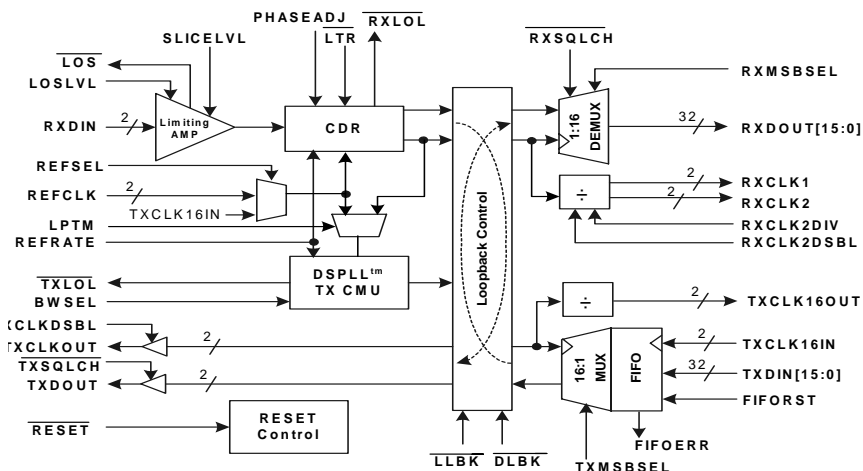 PHASEADJ
SLICELVL
LTR
RXLOL
RXSQLCH
LOS
LOSLVL
RXMSBSEL
RXDIN
2
Limiting
AMP
CDR
1:16
DEMUX
32
RXDOUT[15:0]
REFSEL
REFCLK
2
TXCLK16IN
÷
2
RXCLK1
2
RXCLK2
LPTM
RXCLK2DIV
REFRATE
RXCLK2DSBL
Loopback Control
DSPLLtm
TX CMU
TXLOL
BWSEL
÷
2
TXCLK16OUT
XCLKDSBL
TXCLKOUT
2
16:1
MUX
FIFO
2
TXCLK16IN
TXSQLCH
TXDOUT
2
32
TXDIN[15:0]
FIFORST
RESET
RESET
Control
FIFOERR
LLBK
DLBK
TXMSBSEL